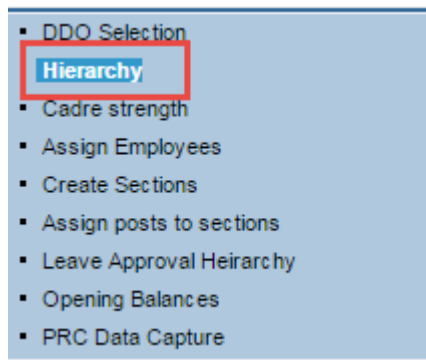 DDO Selection
Hierarchy
Cadre strength
Assign Employees
Create Sections
Assign posts to sections
Leave Approval Heirarchy
Opening Balances
PRC Data Capture